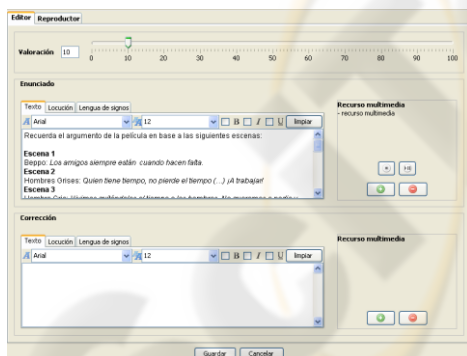 Editor Reproductor
Valoración 10
0 10 20 30 40 50 60 70 80 90 100
Enunciado
Texto Locución Lengua de signos
Arial 12 B I U limpiar
Recuerda el argumento de la película en base a las siguientes escenas:
Escena 1
Beppo: Los amigos siempre están cuando hacen falta.
Escena 2
Hombres Grises: Quien tiene tiempo, no pierde el tiempo (...) ¡A trabajar!
Escena 3
Recurso multimedia
- recurso multimedia
Corrección
Texto Locución Lengua de signos
Arial 12 B I U limpiar
Recurso multimedia
Guardar Cancelar